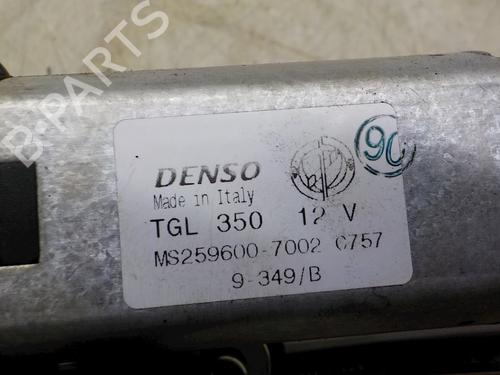 B-PARTS
90
DENSO
Made in Italy
TGL 350 12 V
MS259600-7002 C757
9-349/B